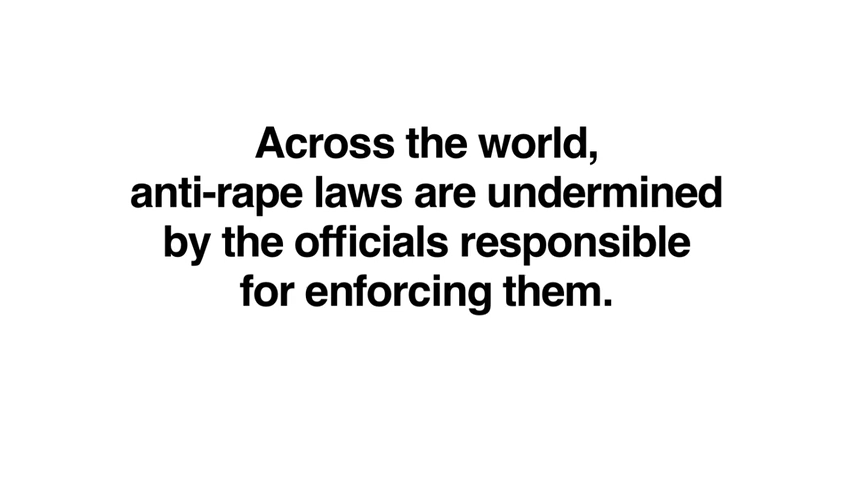 Across the world,
anti-rape laws are undermined
by the officials responsible
for enforcing them.